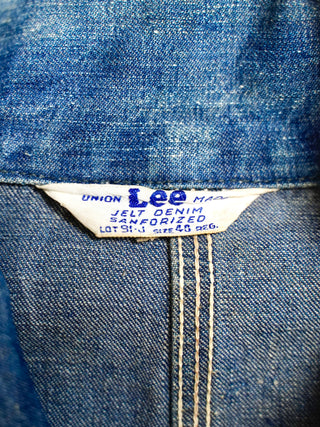 UNION Lee MADE
JELT DENIM
SANFORIZED
LOT 91-J SIZE 46 REG.